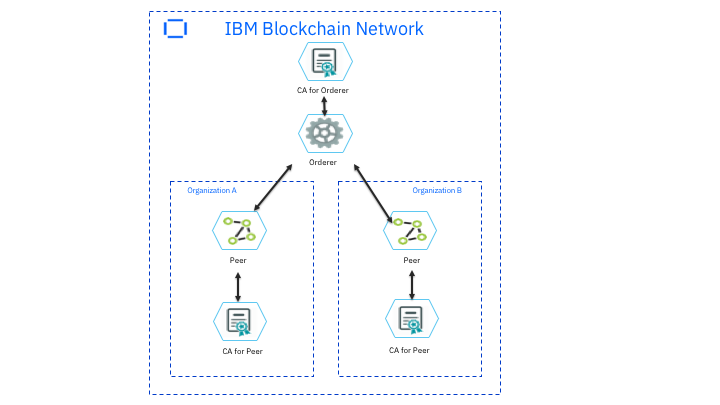 IBM Blockchain Network
CA for Orderer
Orderer
Organization A
Organization B
Peer
Peer
CA for Peer
CA for Peer